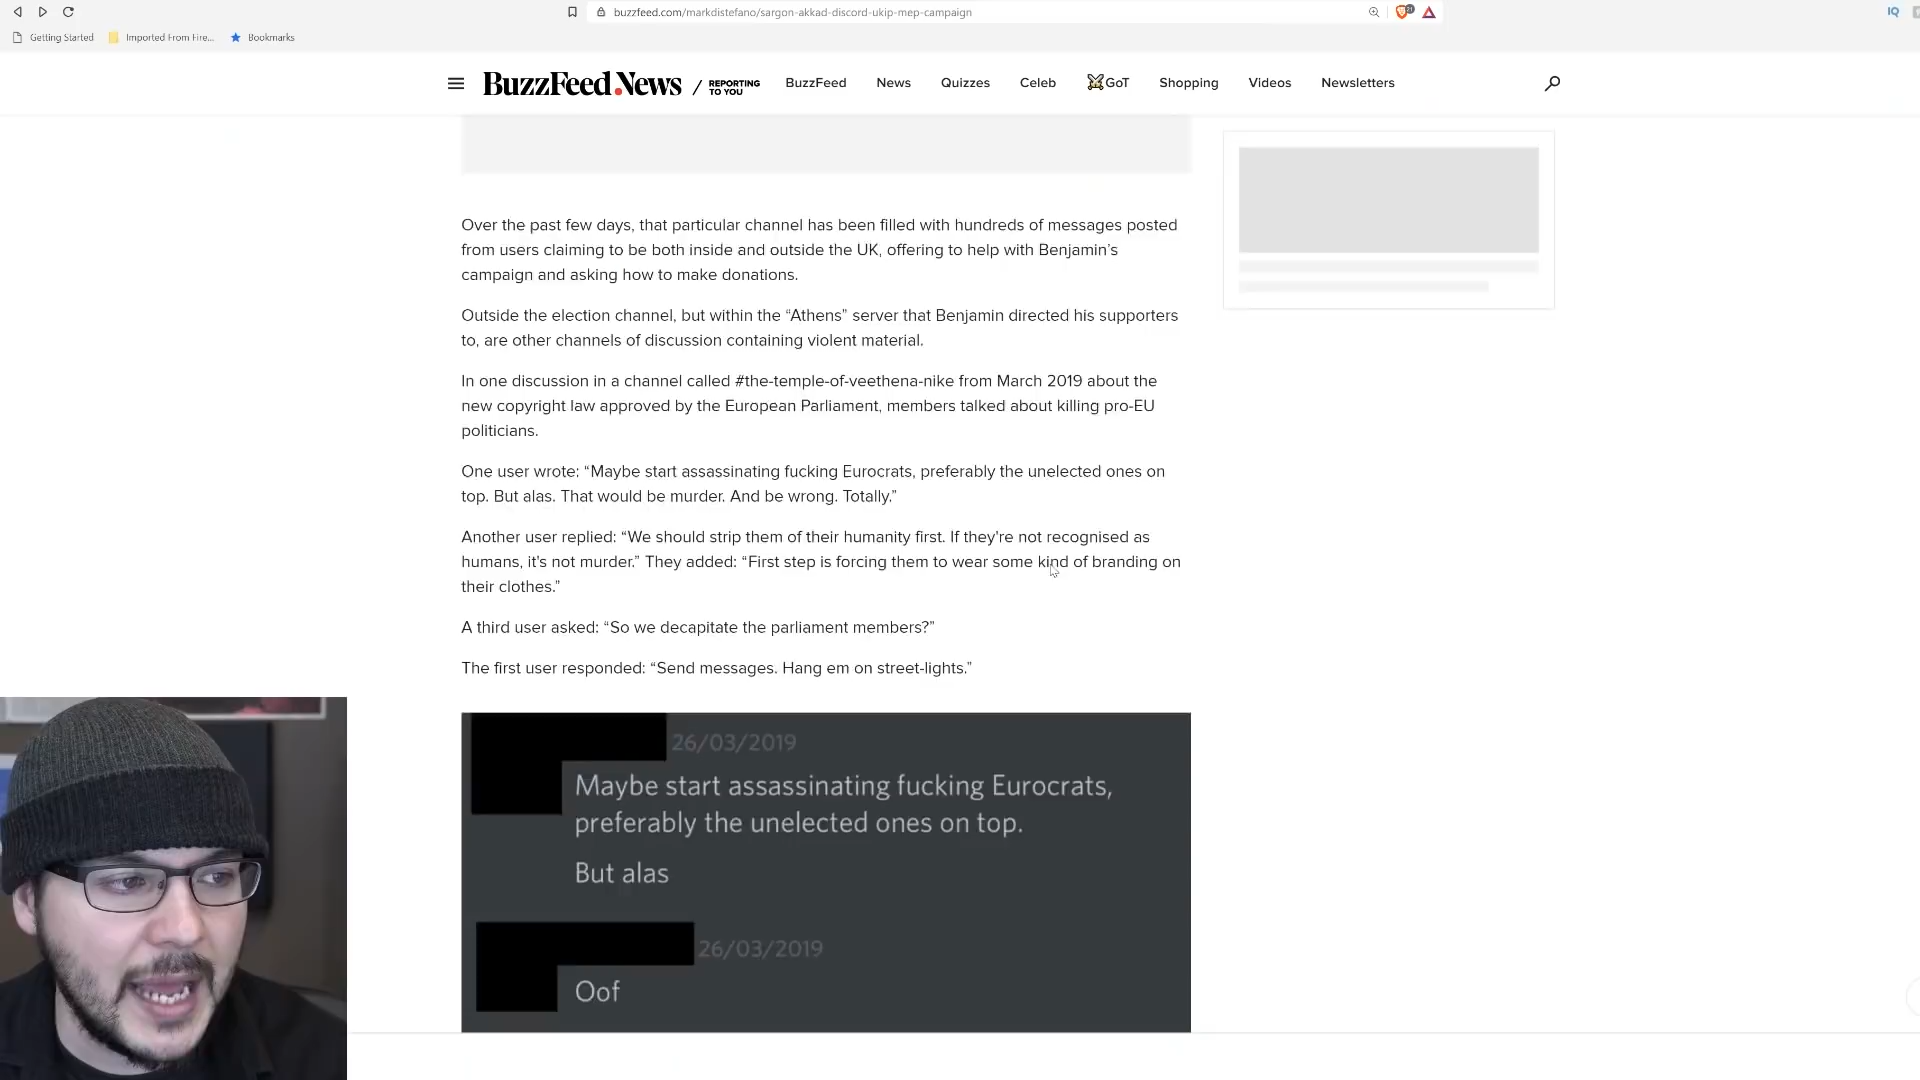 buzzfeed.com/markdistefano/sargon-akkad-discord-ukip-mep-campaign
IQ
Getting Started
Imported From Fire...
Bookmarks
BuzzFeed News / REPORTING TO YOU
BuzzFeed
News
Quizzes
Celeb
GoT
Shopping
Videos
Newsletters
Over the past few days, that particular channel has been filled with hundreds of messages posted
from users claiming to be both inside and outside the UK, offering to help with Benjamin’s
campaign and asking how to make donations.
Outside the election channel, but within the “Athens” server that Benjamin directed his supporters
to, are other channels of discussion containing violent material.
In one discussion in a channel called #the-temple-of-veethena-nike from March 2019 about the
new copyright law approved by the European Parliament, members talked about killing pro-EU
politicians.
One user wrote: “Maybe start assassinating fucking Eurocrats, preferably the unelected ones on
top. But alas. That would be murder. And be wrong. Totally.”
Another user replied: “We should strip them of their humanity first. If they're not recognised as
humans, it's not murder.” They added: “First step is forcing them to wear some kind of branding on
their clothes.”
A third user asked: “So we decapitate the parliament members?”
The first user responded: “Send messages. Hang em on street-lights.”
26/03/2019
Maybe start assassinating fucking Eurocrats,
preferably the unelected ones on top.
But alas
26/03/2019
Oof